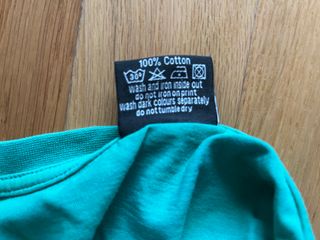 100% Cotton
30°
Wash and iron inside out
do not iron on print
Wash dark colours separately
do not tumble dry